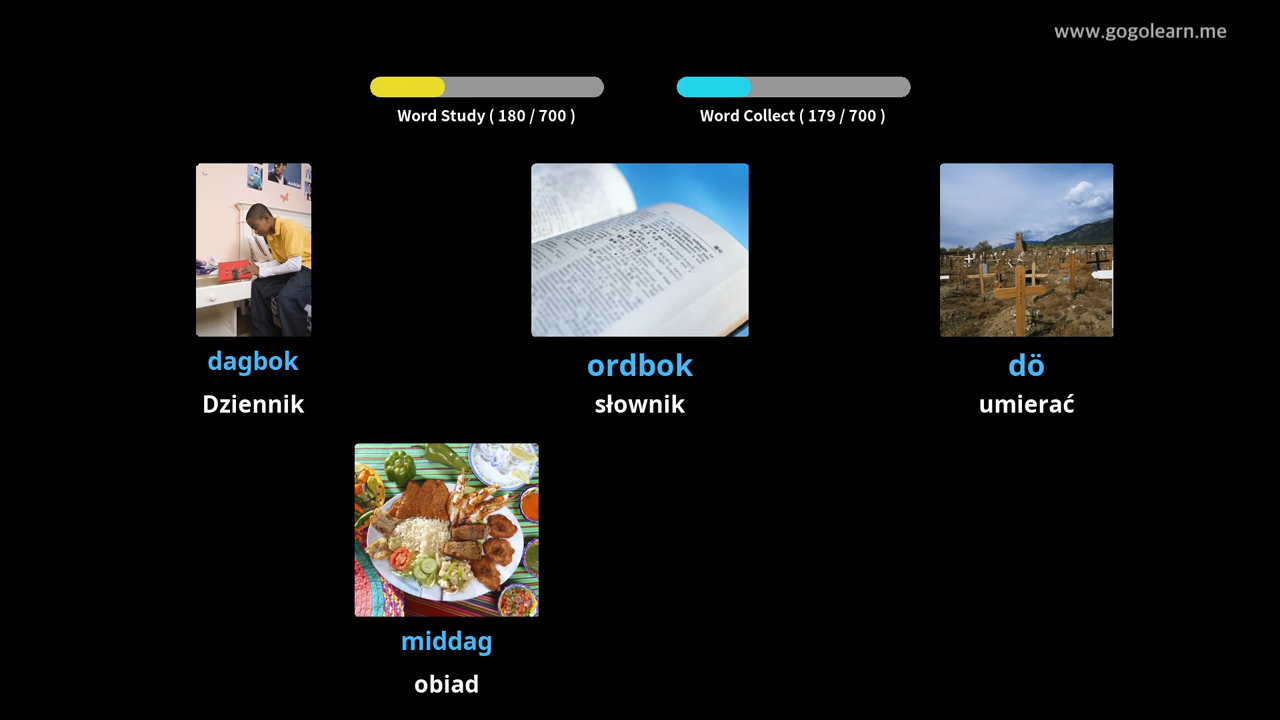 www.gogolearn.me
Word Study ( 180 / 700 )
Word Collect ( 179 / 700 )
dagbok
ordbok
dö
Dziennik
słownik
umierać
middag
obiad